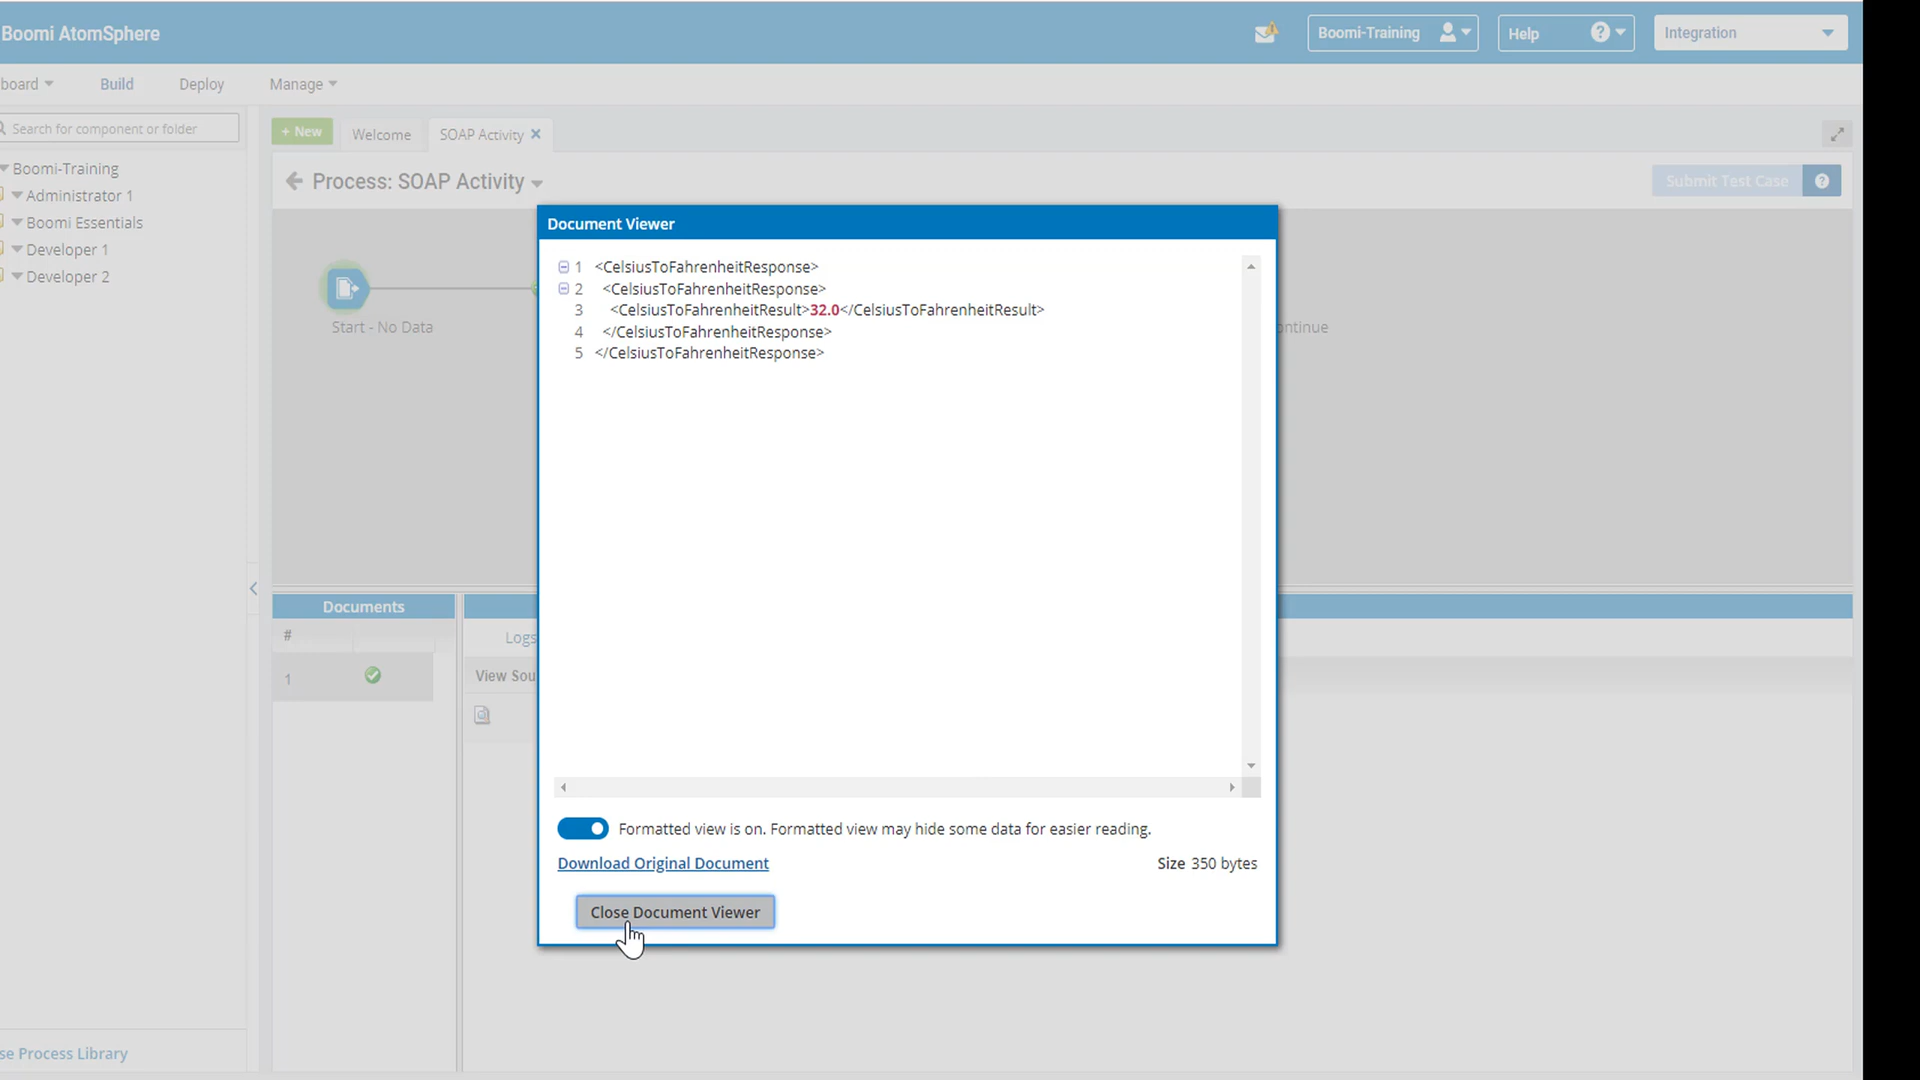 Boomi AtomSphere
Boomi-Training
Help
Integration
board
Build
Deploy
Manage
Search for component or folder
+ New
Welcome
SOAP Activity
Boomi-Training
Administrator 1
Boomi Essentials
Developer 1
Developer 2
Process: SOAP Activity
Submit Test Case
Start - No Data
ontinue
Document Viewer
1 <CelsiusToFahrenheitResponse>
2 <CelsiusToFahrenheitResponse>
3 <CelsiusToFahrenheitResult>32.0</CelsiusToFahrenheitResult>
4 </CelsiusToFahrenheitResponse>
5 </CelsiusToFahrenheitResponse>
Formatted view is on. Formatted view may hide some data for easier reading.
Download Original Document
Size 350 bytes
Close Document Viewer
Documents
#
1
Logs
View Sou
se Process Library